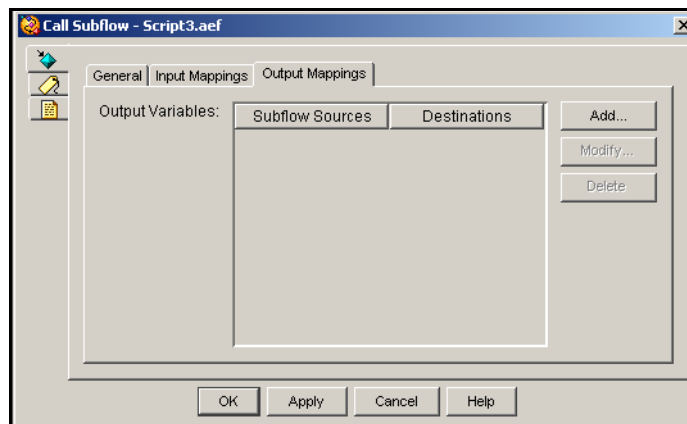 Call Subflow - Script3.aef
General Input Mappings Output Mappings
Output Variables:
Subflow Sources Destinations
Add...
Modify...
Delete
OK Apply Cancel Help